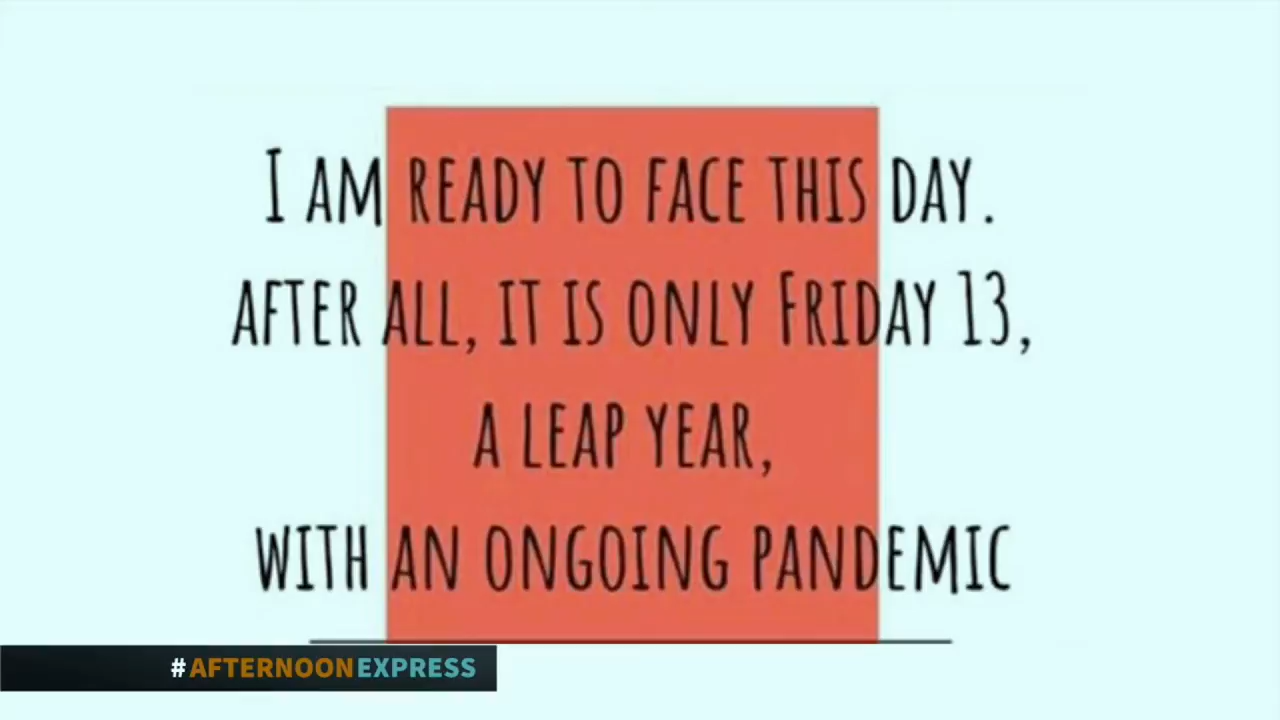 I AM READY TO FACE THIS DAY.
AFTER ALL, IT IS ONLY FRIDAY 13,
A LEAP YEAR,
WITH AN ONGOING PANDEMIC
#AFTERNOONEXPRESS